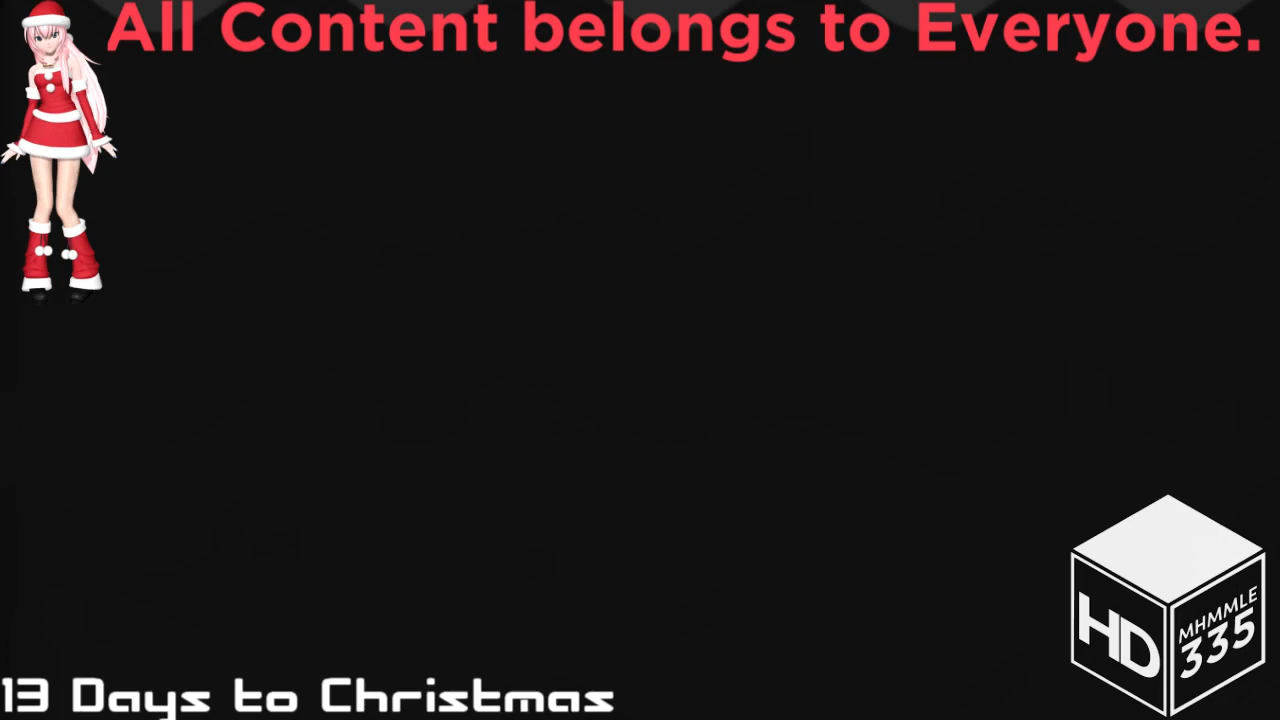 All Content belongs to Everyone.
HD
MHMMLE
335
13 Days to Christmas